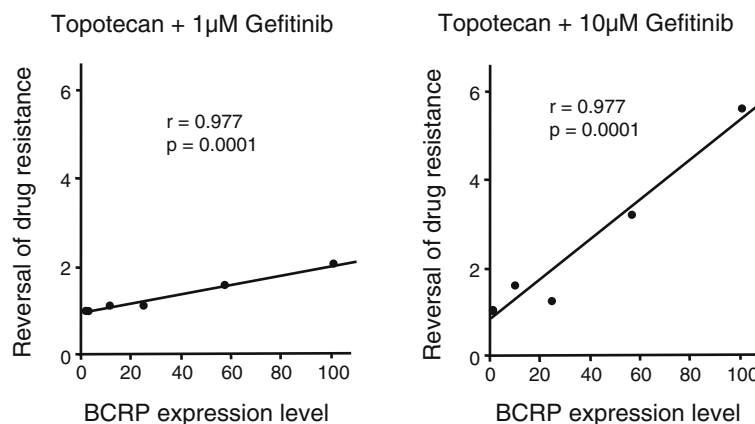 Topotecan + 1µM Gefitinib
Reversal of drug resistance
6
4
2
0
r = 0.977
p = 0.0001
0 20 40 60 80 100
BCRP expression level
Topotecan + 10µM Gefitinib
Reversal of drug resistance
6
4
2
0
r = 0.977
p = 0.0001
0 20 40 60 80 100
BCRP expression level